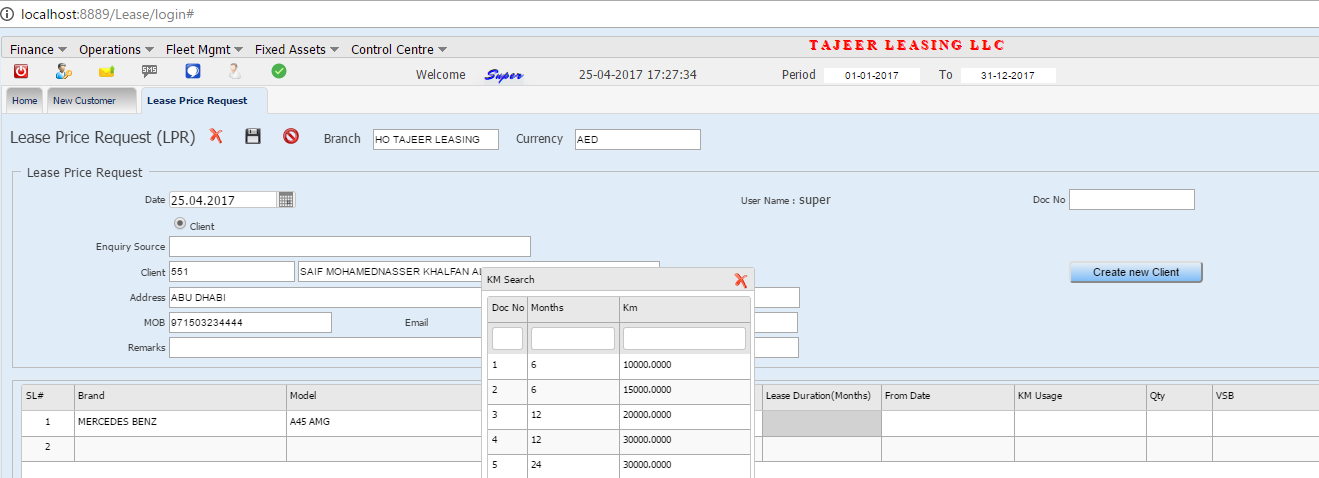 localhost:8889/Lease/login#
Finance Operations Fleet Mgmt Fixed Assets Control Centre TAJEER LEASING LLC
SMS Welcome Super 25-04-2017 17:27:34 Period 01-01-2017 To 31-12-2017
Home New Customer Lease Price Request
Lease Price Request (LPR) Branch HO TAJEER LEASING Currency AED
Lease Price Request
Date 25.04.2017 User Name : super Doc No
Client
Enquiry Source
Client 551 SAIF MOHAMEDNASSER KHALFAN AL Create new Client
KM Search
Address ABU DHABI
Doc No Months Km
MOB 971503234444 Email
Remarks
1 6 10000.0000
2 6 15000.0000
SL# Brand Model Lease Duration(Months) From Date KM Usage Qty VSB
3 12 20000.0000
1 MERCEDES BENZ A45 AMG
4 12 30000.0000
2
5 24 30000.0000